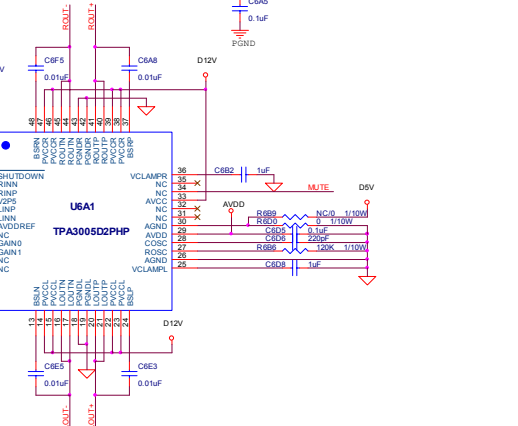 ROUT-
ROUT+
C6A5
0.1uF
PGND
C6F5
0.01uF
C6A8
0.01uF
D12V
V
48
47
46
45
44
43
42
41
40
39
38
37
BSRN
PVCCR
PVCCR
ROUTN
ROUTN
PGNDR
PGNDR
ROUTP
ROUTP
PVCCR
PVCCR
BSRP
SHUTDOWN
RINN
RINP
V2P5
LINP
LINN
AVDDREF
NC
GAIN0
GAIN1
NC
U6A1
TPA3005D2PHP
VCLAMPR
NC
NC
AVCC
NC
NC
AGND
AVDD
COSC
ROSC
AGND
VCLAMPL
36
35
34
33
32
31
30
29
28
27
26
25
C6B2
1uF
MUTE
D5V
AVDD
R6B9
NC/0
1/10W
R6D0
0
1/10W
C6D5
0.1uF
C6D6
220pF
R6B6
120K
1/10W
C6D8
1uF
BSLN
PVCCL
PVCCL
LOUTN
LOUTN
PGNDL
PGNDL
LOUTP
LOUTP
PVCCL
PVCCL
BSLP
13
14
15
16
17
18
19
20
21
22
23
24
D12V
C6E5
0.01uF
C6E3
0.01uF
OUT-
OUT+